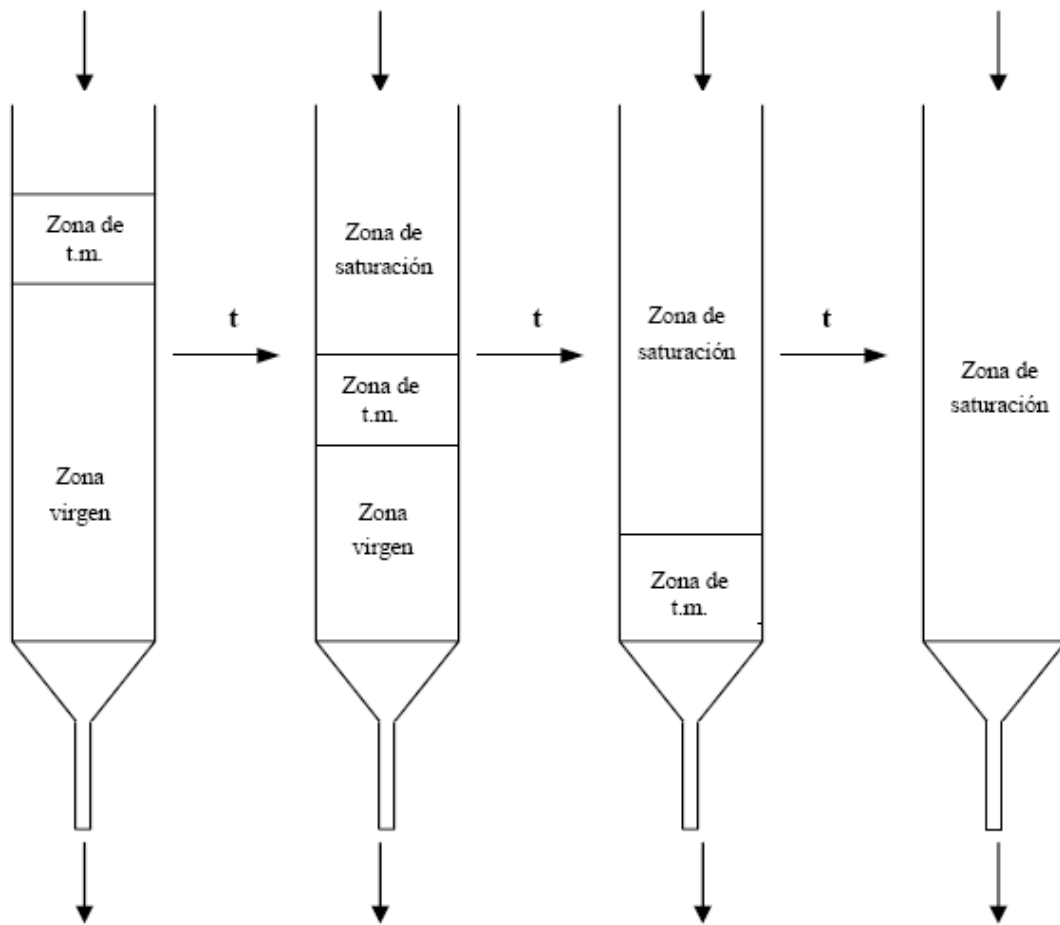 Zona de
t.m.
Zona
virgen
t
Zona de
saturación
Zona de
t.m.
Zona
virgen
t
Zona de
saturación
Zona de
t.m.
t
Zona de
saturación